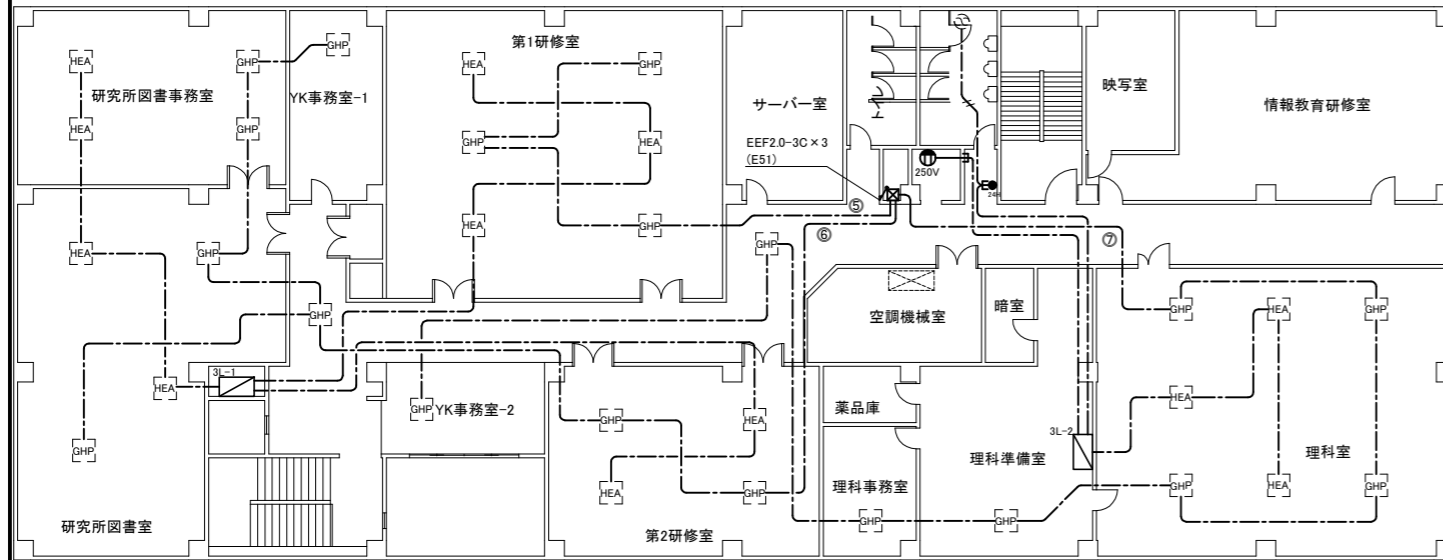 第1研修室
GHP
HEA
GHP
HEA
GHP
研究所図書事務室
YK事務室-1
サーバー室
トイレ
映写室
情報教育研修室
HEA
GHP
GHP
HEA
EEF2.0-3C×3
(E51)
250V
E
24H
HEA
GHP
HEA
GHP
⑤
⑥
⑦
GHP
GHP
空調機械室
暗室
GHP
HEA
GHP
3L-1
HEA
GHP
YK事務室-2
HEA
薬品庫
HEA
GHP
3L-2
GHP
理科準備室
理科室
理科事務室
HEA
GHP
GHP
HEA
GHP
GHP
GHP
研究所図書室
第2研修室